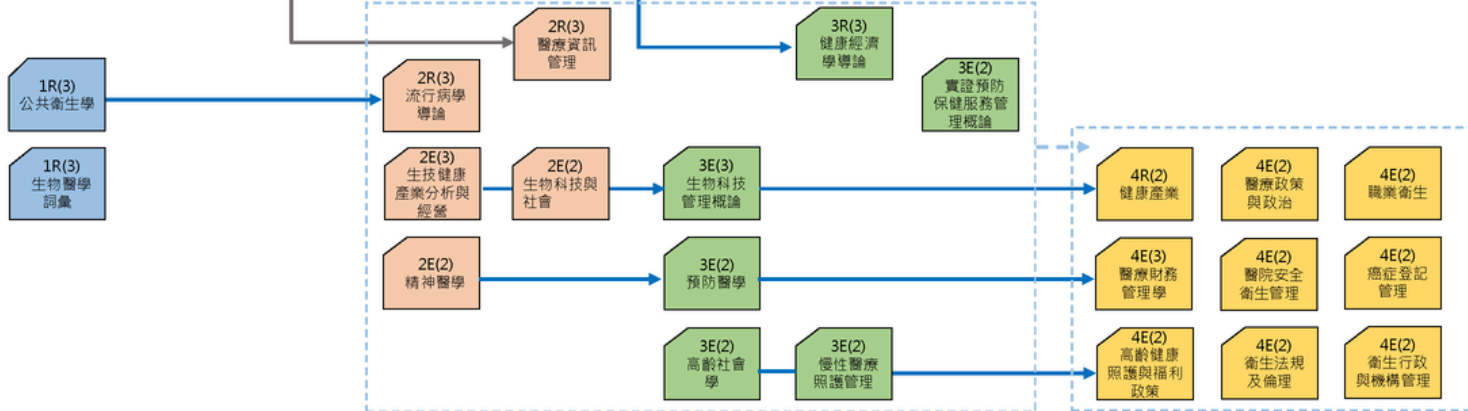 2R(3)
醫療資訊
管理
3R(3)
健康經濟
學導論
1R(3)
公共衛生學
2R(3)
流行病學
導論
3E(2)
實證預防
保健服務管
理概論
1R(3)
生物醫學
詞彙
2E(3)
生技健康
產業分析與
經營
2E(2)
生物科技與
社會
3E(3)
生物科技
管理概論
4R(2)
健康產業
4E(2)
醫療政策
與政治
4E(2)
職業衛生
2E(2)
精神醫學
3E(2)
預防醫學
4E(3)
醫療財務
管理學
4E(2)
醫院安全
衛生管理
4E(2)
癌症登記
管理
3E(2)
高齡社會
學
3E(2)
慢性醫療
照護管理
4E(2)
高齡健康
照護與福利
政策
4E(2)
衛生法規
及倫理
4E(2)
衛生行政
與機構管理